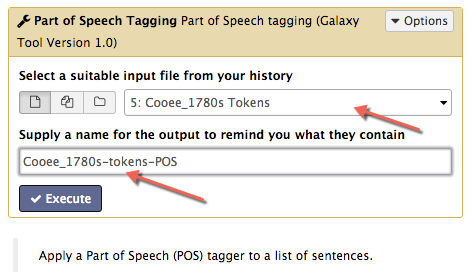 Part of Speech Tagging Part of Speech tagging (Galaxy
Tool Version 1.0)
Options
Select a suitable input file from your history
5: Cooee_1780s Tokens
Supply a name for the output to remind you what they contain
Cooee_1780s-tokens-POS
Execute
Apply a Part of Speech (POS) tagger to a list of sentences.